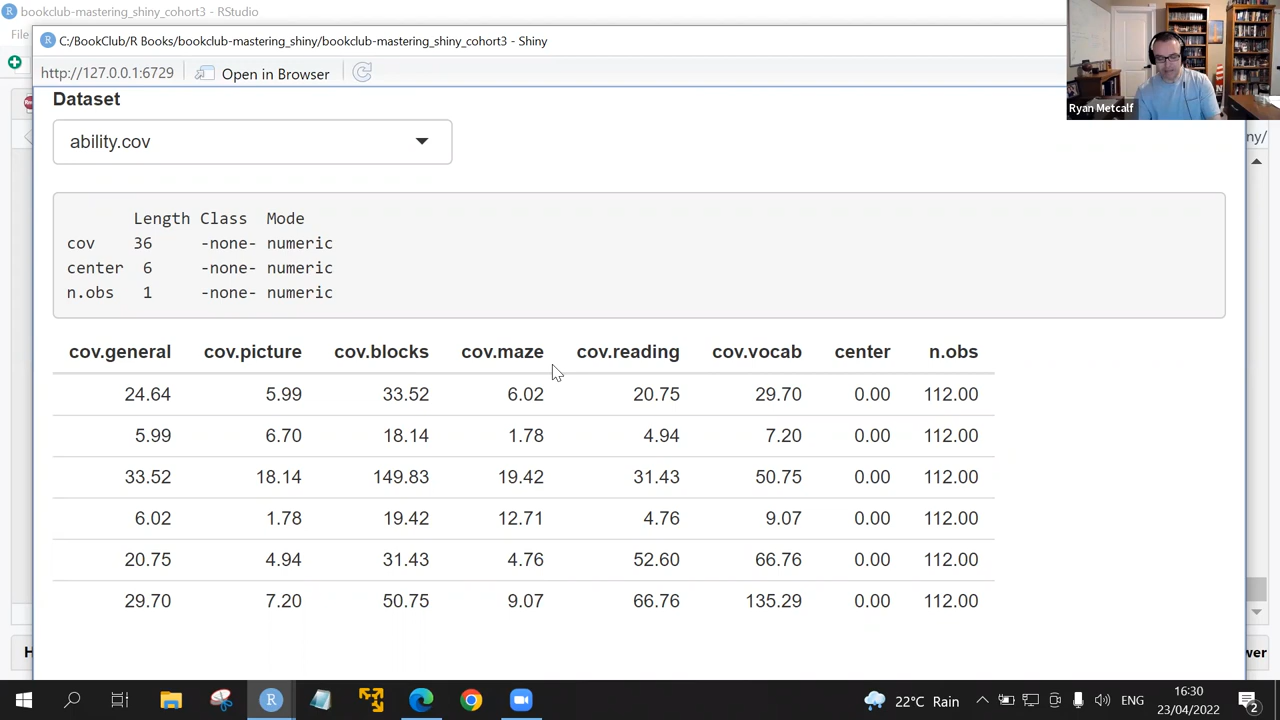 bookclub-mastering_shiny_cohort3 - RStudio
File
C:/BookClub/R Books/bookclub-mastering_shiny/bookclub-mastering_shiny_cohort3 - Shiny
http://127.0.0.1:6729 Open in Browser
Ryan Metcalf
Dataset
ny/
ability.cov
Length Class Mode
cov 36 -none- numeric
center 6 -none- numeric
n.obs 1 -none- numeric
cov.general cov.picture cov.blocks cov.maze cov.reading cov.vocab center n.obs
24.64 5.99 33.52 6.02 20.75 29.70 0.00 112.00
5.99 6.70 18.14 1.78 4.94 7.20 0.00 112.00
33.52 18.14 149.83 19.42 31.43 50.75 0.00 112.00
6.02 1.78 19.42 12.71 4.76 9.07 0.00 112.00
20.75 4.94 31.43 4.76 52.60 66.76 0.00 112.00
29.70 7.20 50.75 9.07 66.76 135.29 0.00 112.00
H
wer
22°C Rain ENG
16:30
23/04/2022
2